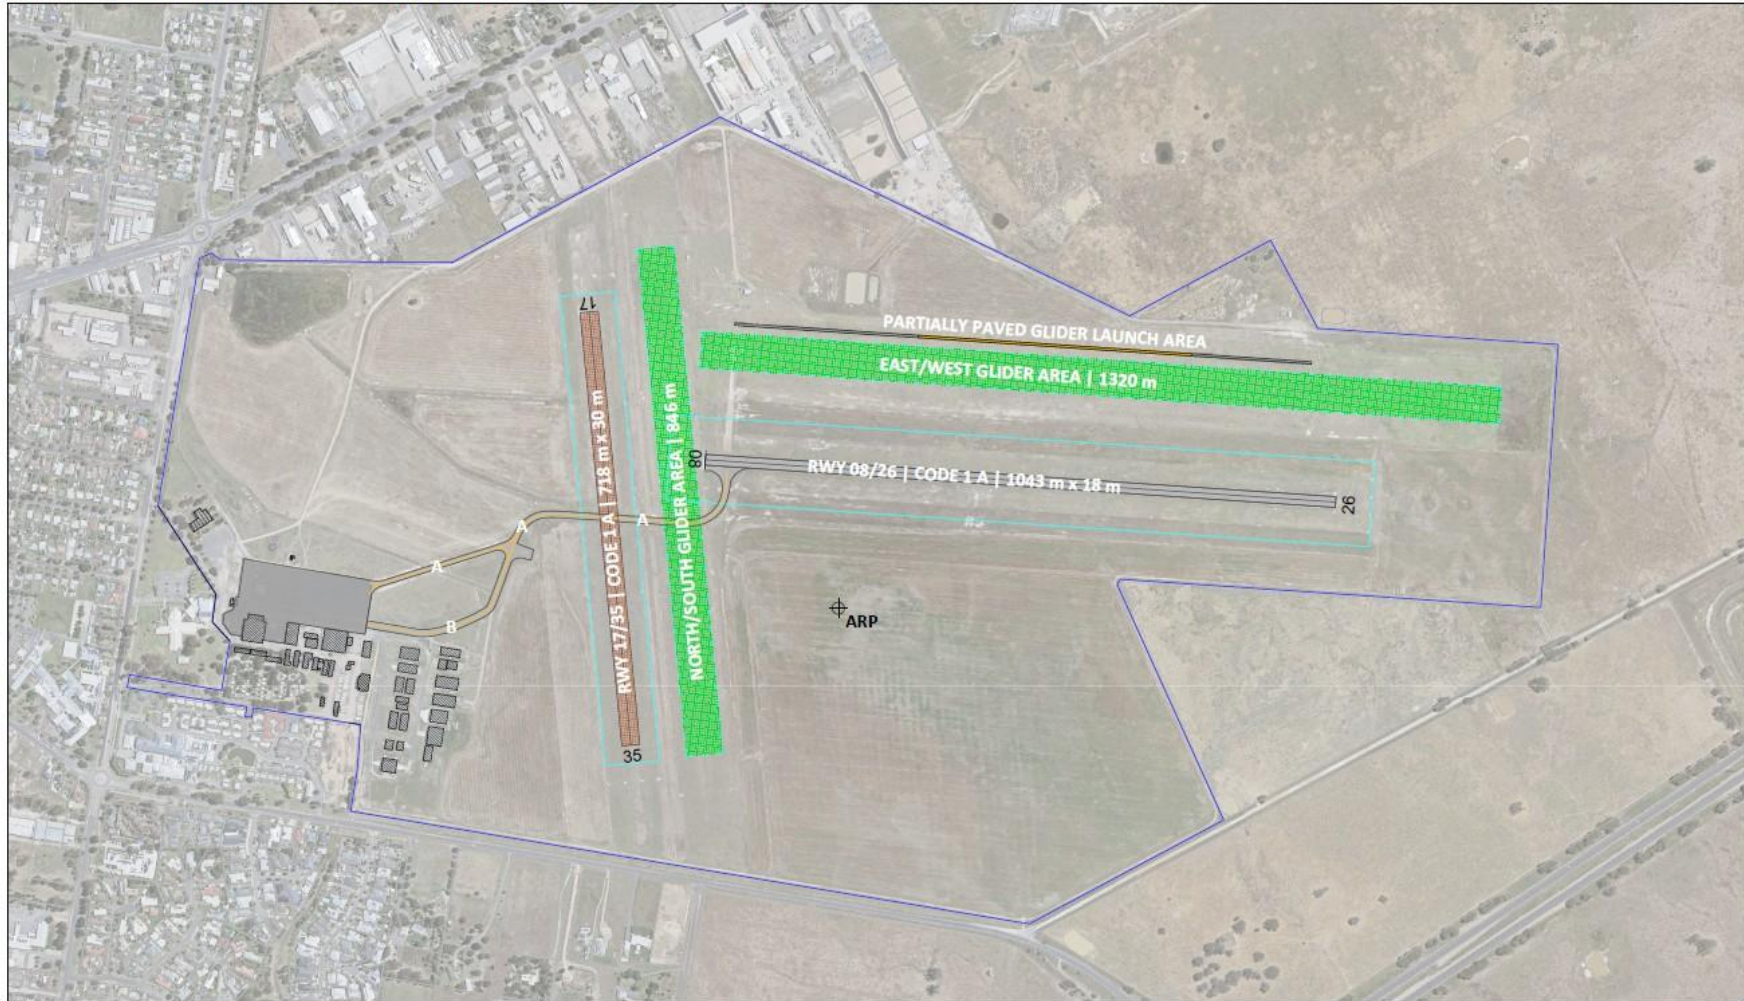 17
PARTIALLY PAVED GLIDER LAUNCH AREA
EAST/WEST GLIDER AREA | 1320 m
RWY 17/35 | CODE 1 A | 718 m x 30 m
NORTH/SOUTH GLIDER AREA | 846 m
08
RWY 08/26 | CODE 1 A | 1043 m x 18 m
26
A
A
A
B
ARP
35